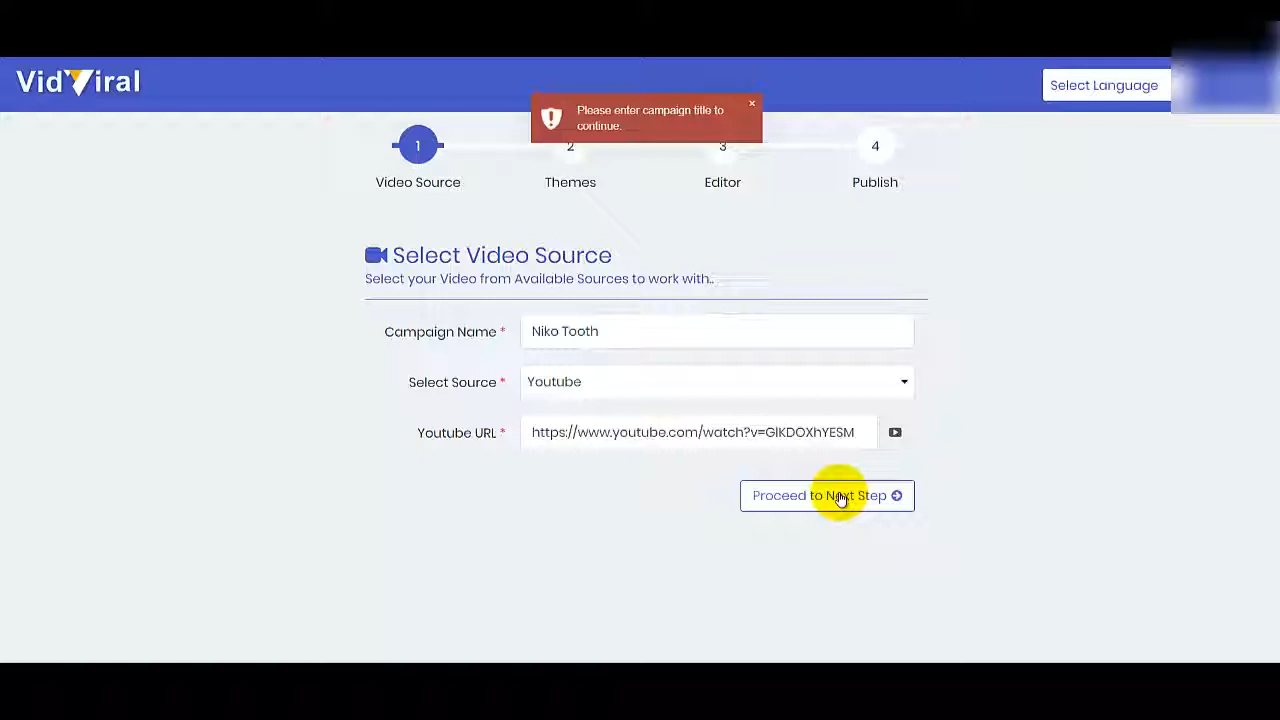 VidViral
Select Language
Please enter campaign title to
continue.
1
2
3
4
Video Source
Themes
Editor
Publish
Select Video Source
Select your Video from Available Sources to work with..
Campaign Name *
Niko Tooth
Select Source *
Youtube
Youtube URL *
https://www.youtube.com/watch?v=GlKDOXhYESM
Proceed to Next Step